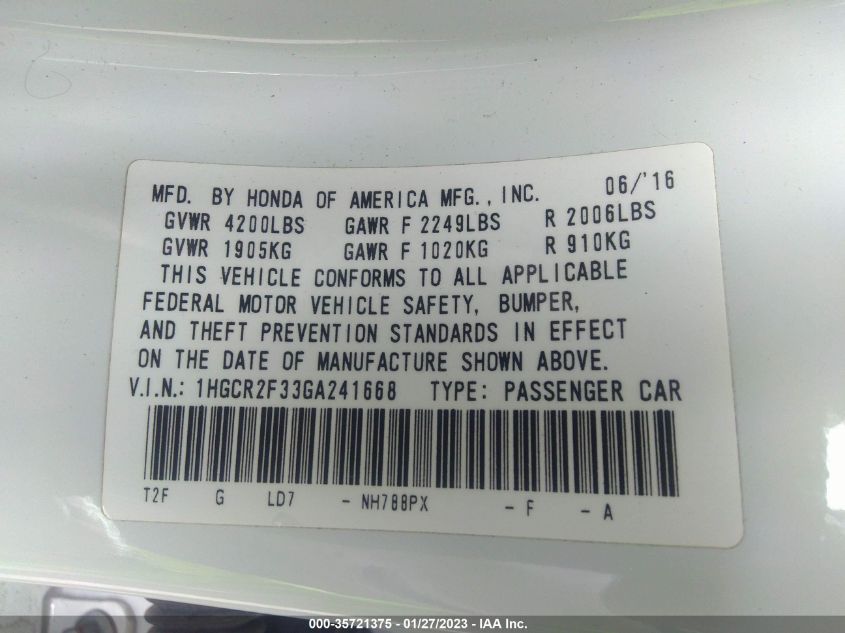 MFD. BY HONDA OF AMERICA MFG., INC. 06/'16
GVWR 4200LBS GAWR F 2249LBS R 2006LBS
GVWR 1905KG GAWR F 1020KG R 910KG
THIS VEHICLE CONFORMS TO ALL APPLICABLE
FEDERAL MOTOR VEHICLE SAFETY, BUMPER,
AND THEFT PREVENTION STANDARDS IN EFFECT
ON THE DATE OF MANUFACTURE SHOWN ABOVE.
V.I.N.: 1HGCR2F33GA241668 TYPE: PASSENGER CAR
T2F G LD7 - NH788PX - F - A
000-35721375 - 01/27/2023 - IAA Inc.